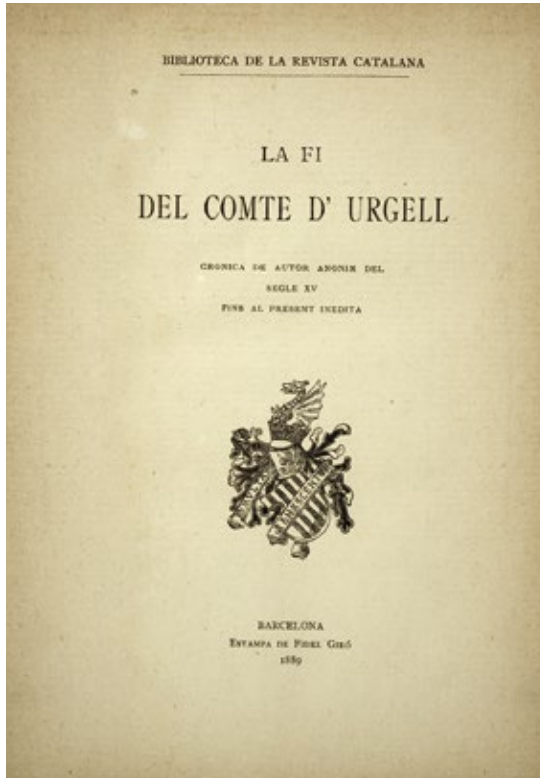 BIBLIOTECA DE LA REVISTA CATALANA
LA FI
DEL COMTE D' URGELL
CRONICA DE AUTOR ANONIM DEL
SEGLE XV
FINS AL PRESENT INEDITA
BARCELONA
ESTAMPA DE FIDEL GIRÓ
1889